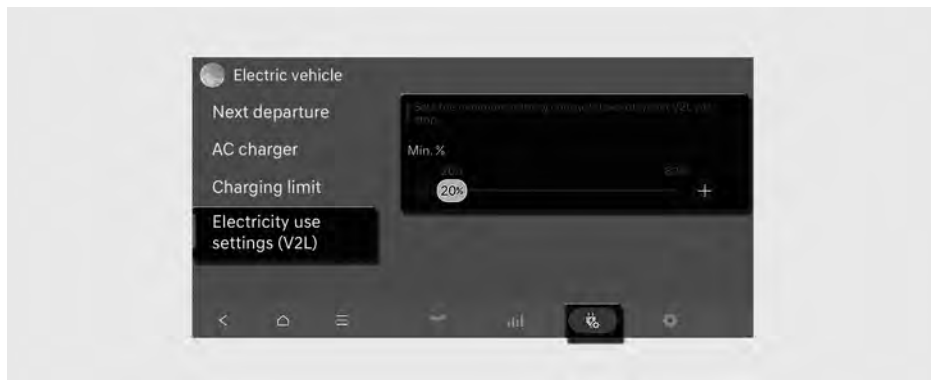 Electric vehicle
Next departure
AC charger
Charging limit
Electricity use
settings (V2L)
Min. %
20%
+